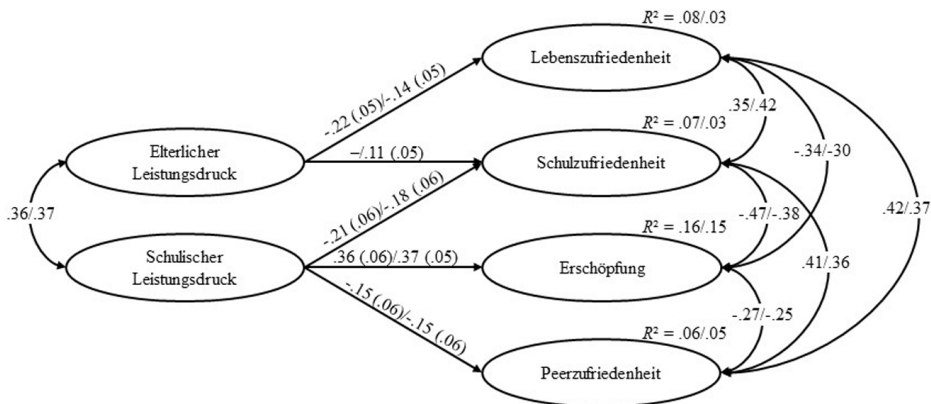 R² = .08/.03
Lebenszufriedenheit
-.22 (.05)/-.14 (.05)
.35/.42
R² = .07/.03
Elterlicher
Leistungsdruck
–/.11 (.05)
Schulzufriedenheit
-.34/-30
-.21 (.06)/-.18 (.06)
.36/.37
-.47/-.38
.42/.37
R² = .16/.15
Schulischer
Leistungsdruck
.36 (.06)/.37 (.05)
Erschöpfung
.41/.36
-.15 (.06)/-.15 (.06)
-.27/-.25
R² = .06/.05
Peerzufriedenheit